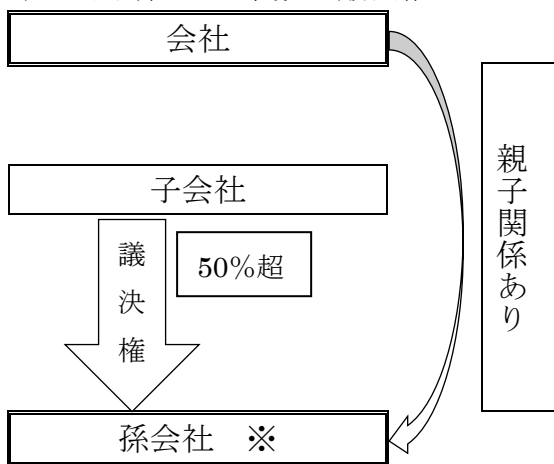 会社
子会社
議決権
50%超
孫会社 ※
親子関係あり